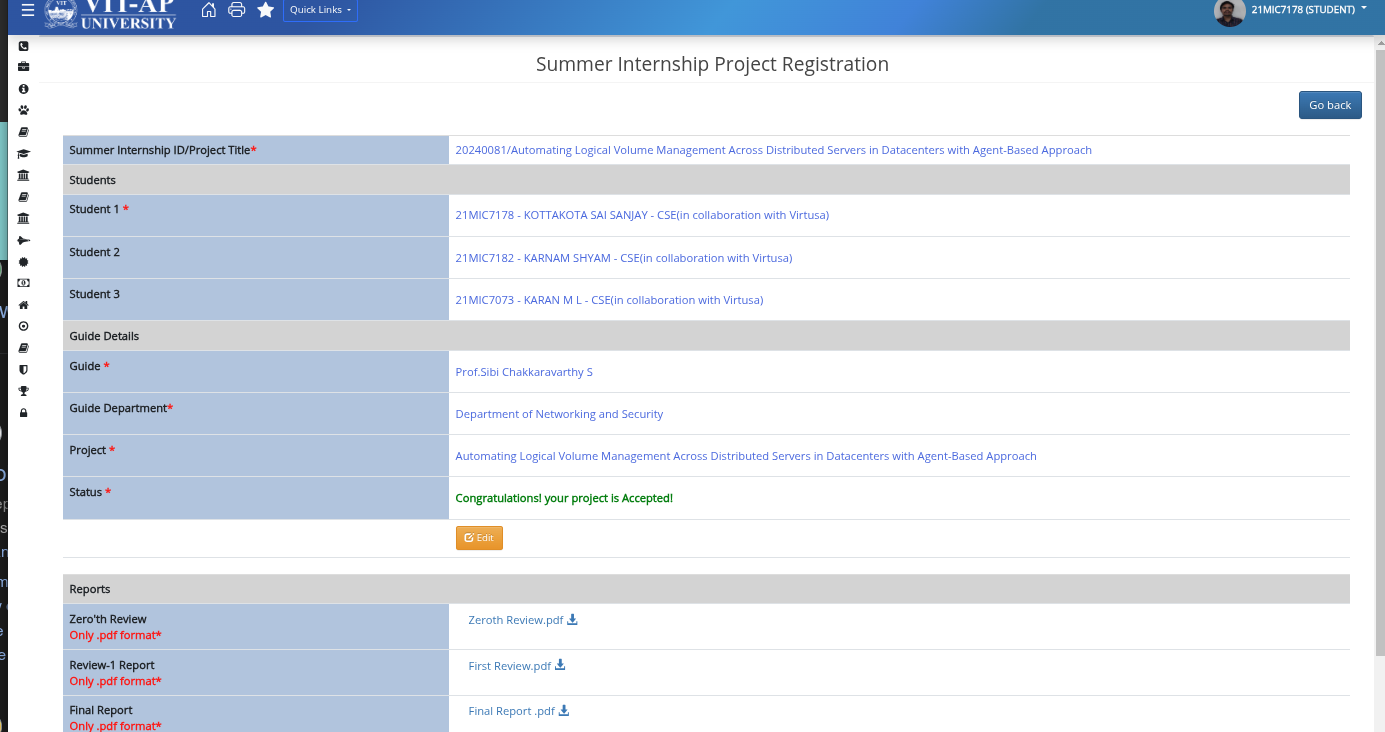 VIT-AP
UNIVERSITY
Quick Links
21MIC7178 (STUDENT)
Summer Internship Project Registration
Go back
Summer Internship ID/Project Title* 20240081/Automating Logical Volume Management Across Distributed Servers in Datacenters with Agent-Based Approach
Students
Student 1 * 21MIC7178 - KOTTAKOTA SAI SANJAY - CSE(in collaboration with Virtusa)
Student 2 21MIC7182 - KARNAM SHYAM - CSE(in collaboration with Virtusa)
Student 3 21MIC7073 - KARAN M L - CSE(in collaboration with Virtusa)
Guide Details
Guide * Prof.Sibi Chakkaravarthy S
Guide Department* Department of Networking and Security
Project * Automating Logical Volume Management Across Distributed Servers in Datacenters with Agent-Based Approach
Status * Congratulations! your project is Accepted!
Edit
Reports
Zero'th Review Zeroth Review.pdf
Only .pdf format*
Review-1 Report First Review.pdf
Only .pdf format*
Final Report Final Report .pdf
Only .pdf format*